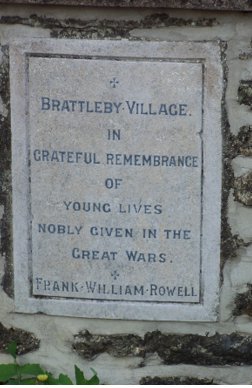 BRATTLEBY · VILLAGE.
IN
GRATEFUL REMEMBRANCE
OF
YOUNG LIVES
NOBLY GIVEN IN THE
GREAT WARS.
FRANK · WILLIAM · ROWELL